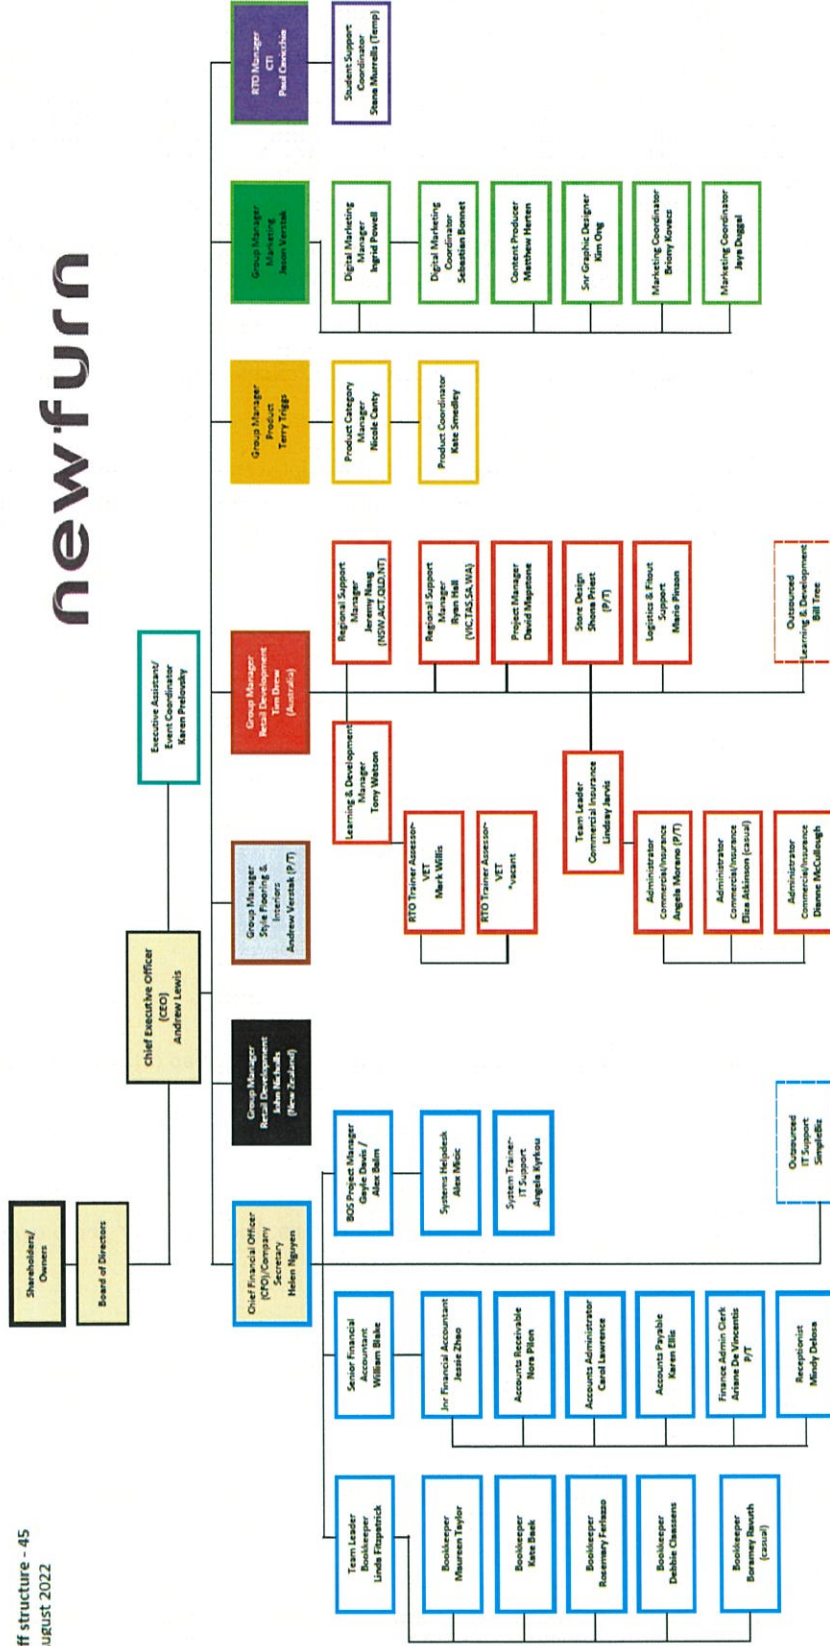 ff structure - 45
ugust 2022
newfurn
Shareholders/
Owners
Board of Directors
Chief Executive Officer
(CEO)
Andrew Lewis
Executive Assistant/
Event Coordinator
Karen Prelovsky
Chief Financial Officer
(CFO)/Company
Secretary
Helen Nguyen
Group Manager
Retail Development
John Nicholls
(New Zealand)
Group Manager
Style Flooring &
Interiors
Andrew Verstak (P/T)
Group Manager
Retail Development
Tim Drew
(Australia)
Group Manager
Product
Terry Triggs
Group Manager
Marketing
Jason Verstak
RTO Manager
CTI
Paul
Team Leader
Bookkeeper
Linda Fitzpatrick
Bookkeeper
Maureen Taylor
Bookkeeper
Kate Beek
Bookkeeper
Rosemary Ferlazzo
Bookkeeper
Debbie Claassens
Bookkeeper
Boramey Ravuth
(casual)
Senior Financial
Accountant
William Blake
Jnr Financial Accountant
Jessie Zhao
Accounts Receivable
Nora Pilon
Accounts Administrator
Carol Lawrence
Accounts Payable
Karen Ellis
Finance Admin Clerk
Ariane De Vincentis
P/T
Receptionist
Mindy Delosa
BOS Project Manager
Gayle Davis /
Alex Balm
Systems Helpdesk
Alex Micic
System Trainer-
IT Support
Angela Kyrkou
Outsourced
IT Support
SimpleBiz
Learning & Development
Manager
Tony Watson
RTO Trainer Assessor-
VET
Mark Willis
RTO Trainer Assessor-
VET
*vacant
Team Leader
Commercial Insurance
Lindsay Jarvis
Administrator
Commercial/Insurance
Angela Morano (P/T)
Administrator
Commercial/Insurance
Eliza Atkinson (casual)
Administrator
Commercial/Insurance
Dianne McCullough
Regional Support
Manager
Jeremy Naug
(NSW,ACT,QLD,NT)
Regional Support
Manager
Ryan Hall
(VIC,TAS,SA,WA)
Project Manager
David Mapstone
Store Design
Shona Priest
(P/T)
Logistics & Fitout
Support
Mario Pinson
Outsourced
Learning & Development
Bill Tree
Product Category
Manager
Nicole Canty
Product Coordinator
Kate Smedley
Digital Marketing
Manager
Ingrid Powell
Digital Marketing
Coordinator
Sebastian Bonnet
Content Producer
Matthew Harten
Snr Graphic Designer
Kim Ong
Marketing Coordinator
Briony Kovacs
Marketing Coordinator
Jaya Duggal
Student Support
Coordinator
Stana Murrells (Temp)